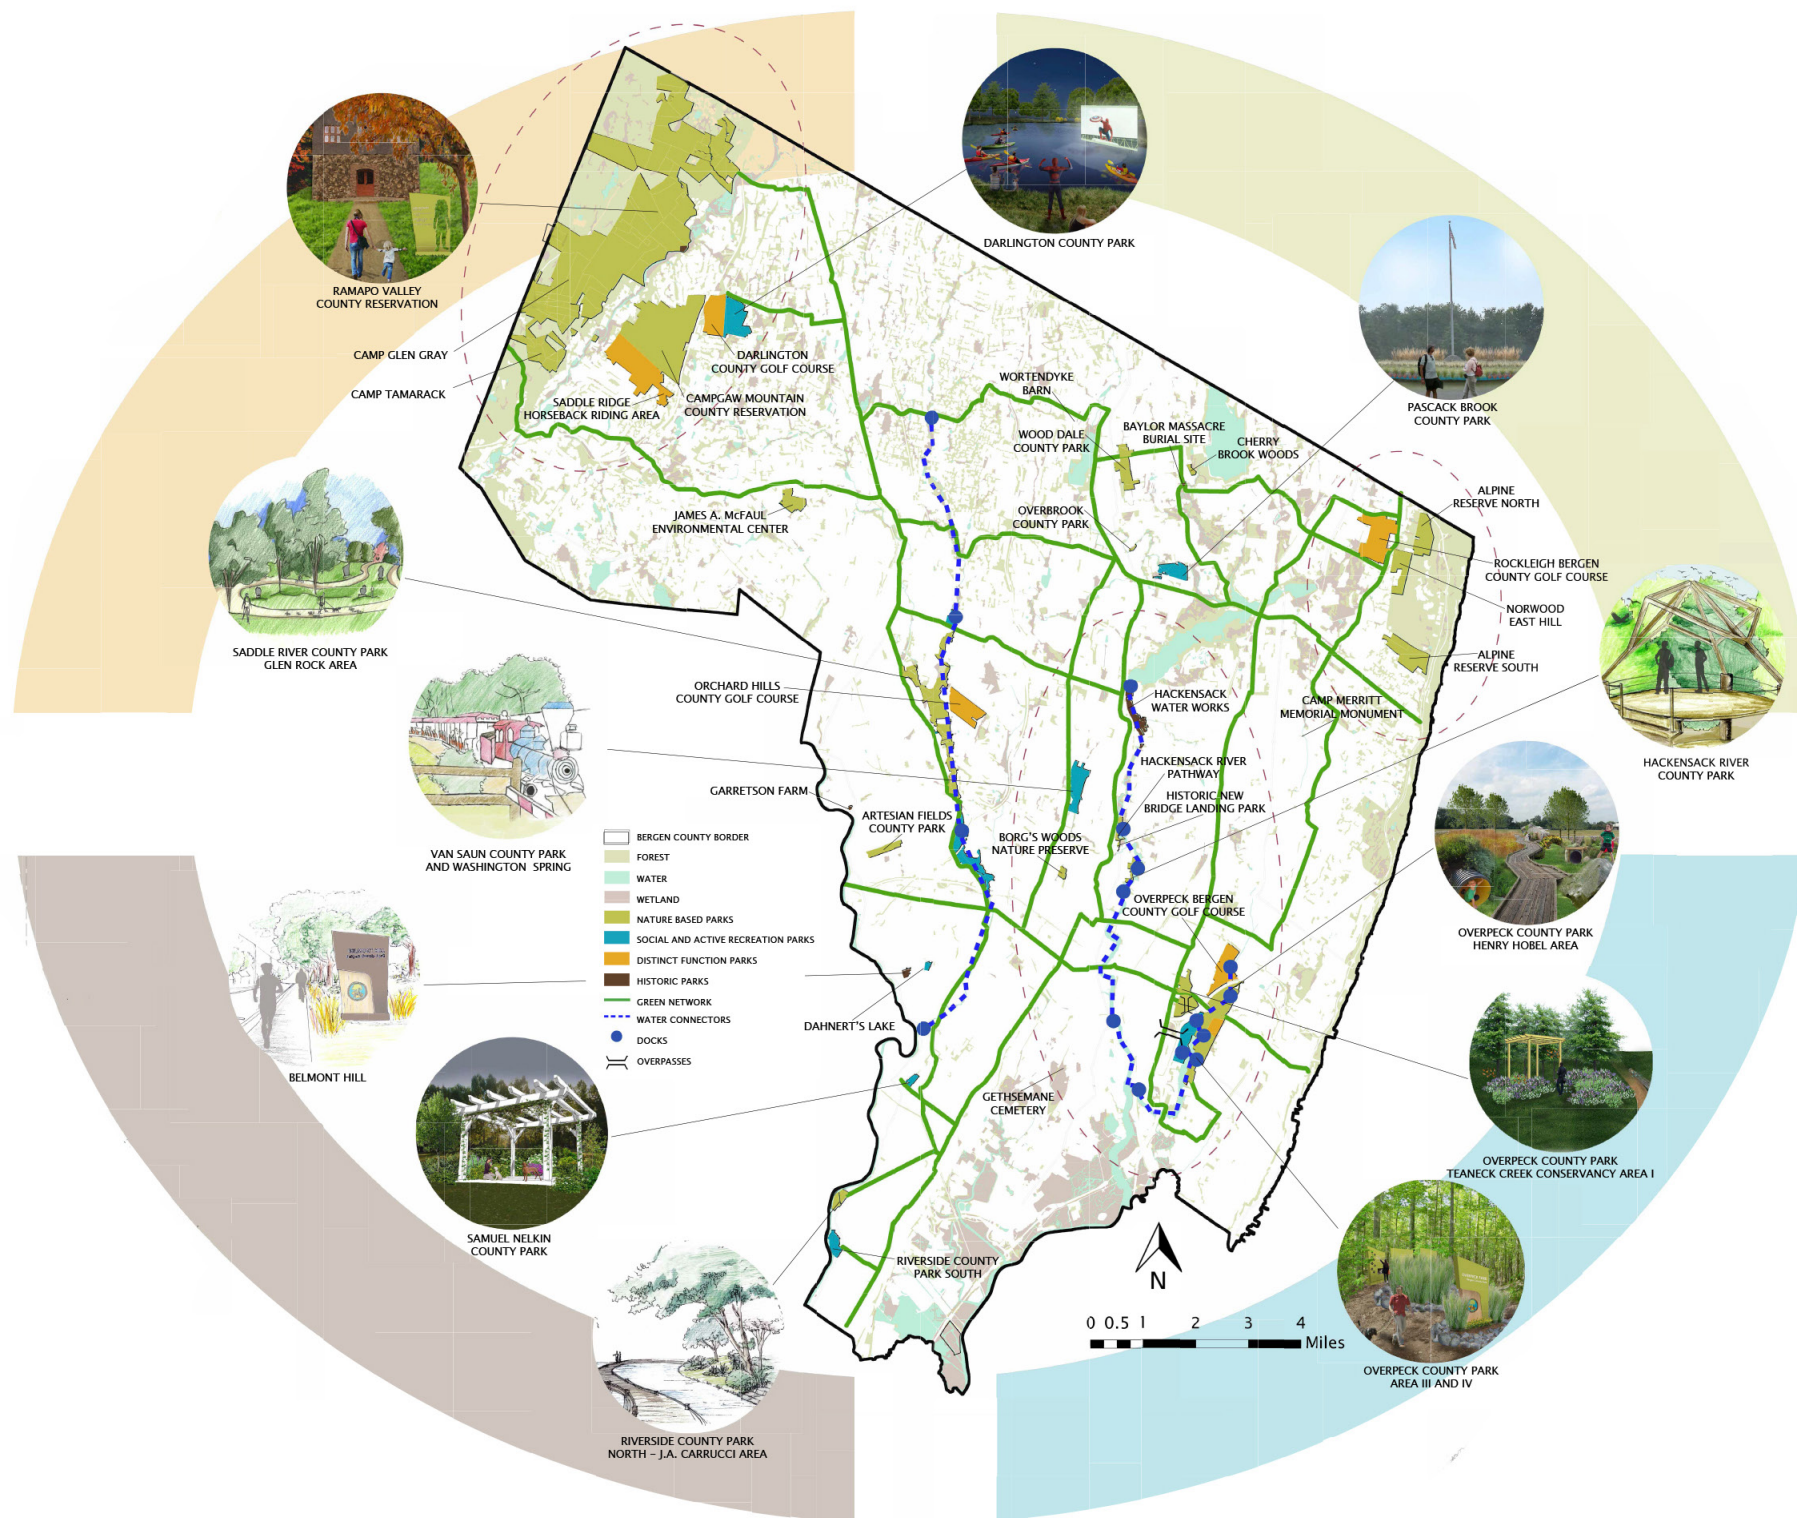 DARLINGTON COUNTY PARK
RAMAPO VALLEY
COUNTY RESERVATION
CAMP GLEN GRAY
CAMP TAMARACK
DARLINGTON
COUNTY GOLF COURSE
SADDLE RIDGE
HORSEBACK RIDING AREA
CAMPGAW MOUNTAIN
COUNTY RESERVATION
WORTENDYKE
BARN
WOOD DALE
COUNTY PARK
BAYLOR MASSACRE
BURIAL SITE
CHERRY
BROOK WOODS
PASCACK BROOK
COUNTY PARK
JAMES A. McFAUL
ENVIRONMENTAL CENTER
OVERBROOK
COUNTY PARK
ALPINE
RESERVE NORTH
ROCKLEIGH BERGEN
COUNTY GOLF COURSE
NORWOOD
EAST HILL
ALPINE
RESERVE SOUTH
SADDLE RIVER COUNTY PARK
GLEN ROCK AREA
ORCHARD HILLS
COUNTY GOLF COURSE
HACKENSACK
WATER WORKS
CAMP MERRITT
MEMORIAL MONUMENT
HACKENSACK RIVER
COUNTY PARK
GARRETSON FARM
ARTESIAN FIELDS
COUNTY PARK
HACKENSACK RIVER
PATHWAY
HISTORIC NEW
BRIDGE LANDING PARK
BORG'S WOODS
NATURE PRESERVE
VAN SAUN COUNTY PARK
AND WASHINGTON SPRING
BERGEN COUNTY BORDER
FOREST
WATER
WETLAND
NATURE BASED PARKS
SOCIAL AND ACTIVE RECREATION PARKS
DISTINCT FUNCTION PARKS
HISTORIC PARKS
GREEN NETWORK
WATER CONNECTORS
DOCKS
OVERPASSES
OVERPECK BERGEN
COUNTY GOLF COURSE
OVERPECK COUNTY PARK
HENRY HOBEL AREA
DAHNERT'S LAKE
BELMONT HILL
GETHSEMANE
CEMETERY
OVERPECK COUNTY PARK
TEANECK CREEK CONSERVANCY AREA I
SAMUEL NELKIN
COUNTY PARK
RIVERSIDE COUNTY
PARK SOUTH
N
0 0.5 1 2 3 4
Miles
OVERPECK COUNTY PARK
AREA III AND IV
RIVERSIDE COUNTY PARK
NORTH – J.A. CARRUCCI AREA